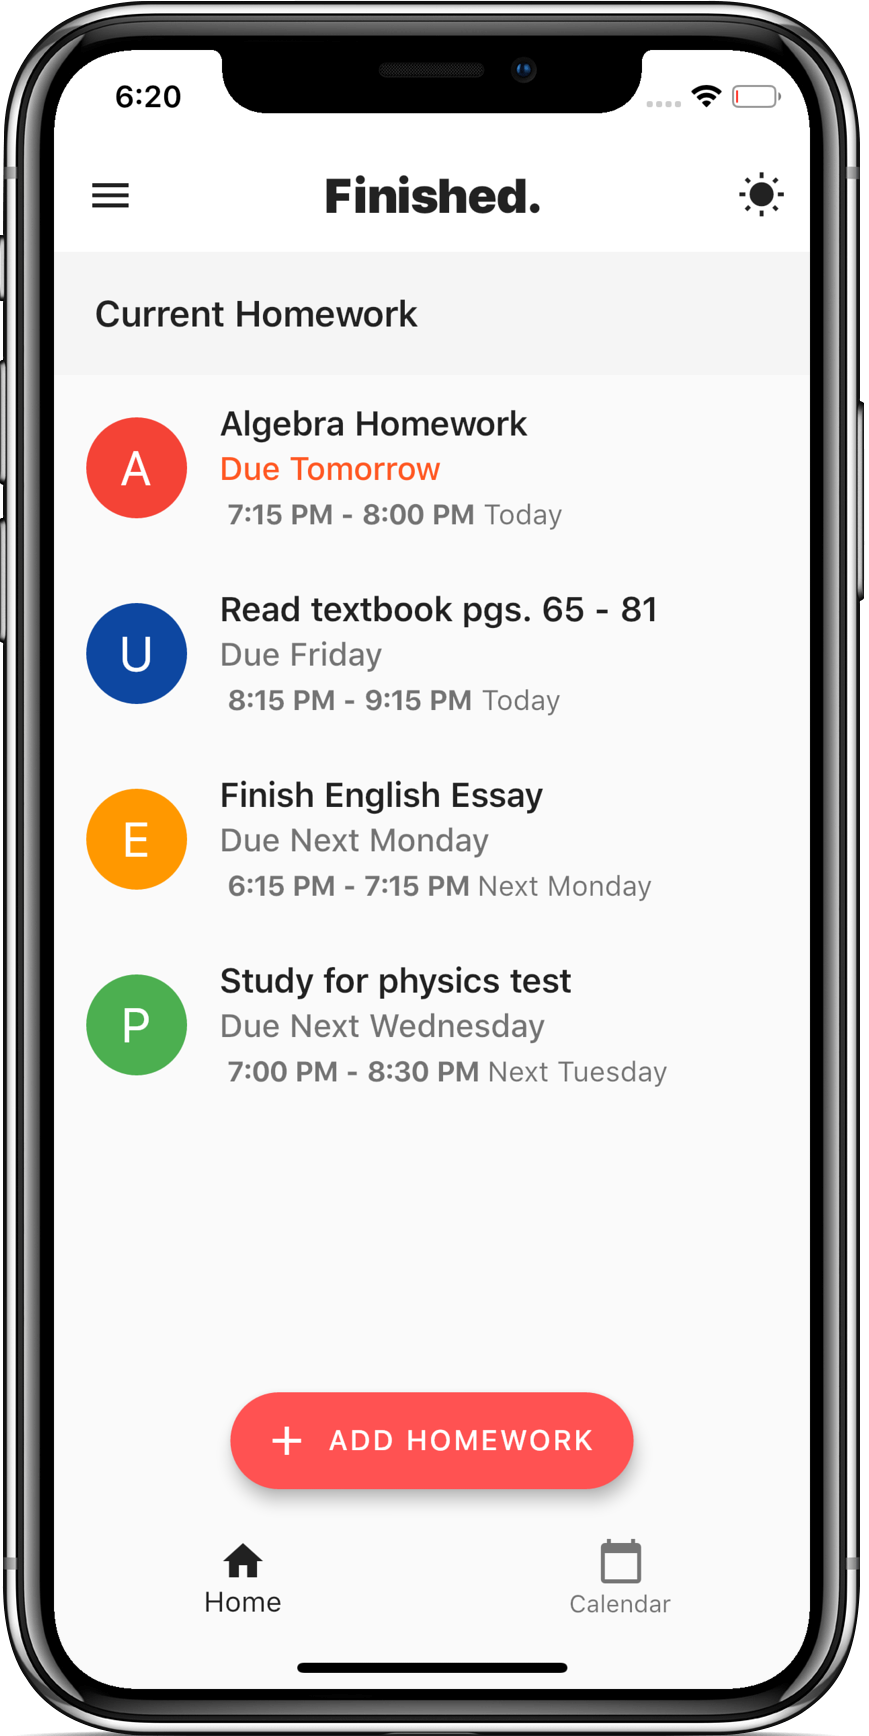 6:20
Finished.
Current Homework
A
Algebra Homework
Due Tomorrow
7:15 PM - 8:00 PM Today
U
Read textbook pgs. 65 - 81
Due Friday
8:15 PM - 9:15 PM Today
E
Finish English Essay
Due Next Monday
6:15 PM - 7:15 PM Next Monday
P
Study for physics test
Due Next Wednesday
7:00 PM - 8:30 PM Next Tuesday
+ ADD HOMEWORK
Home
Calendar